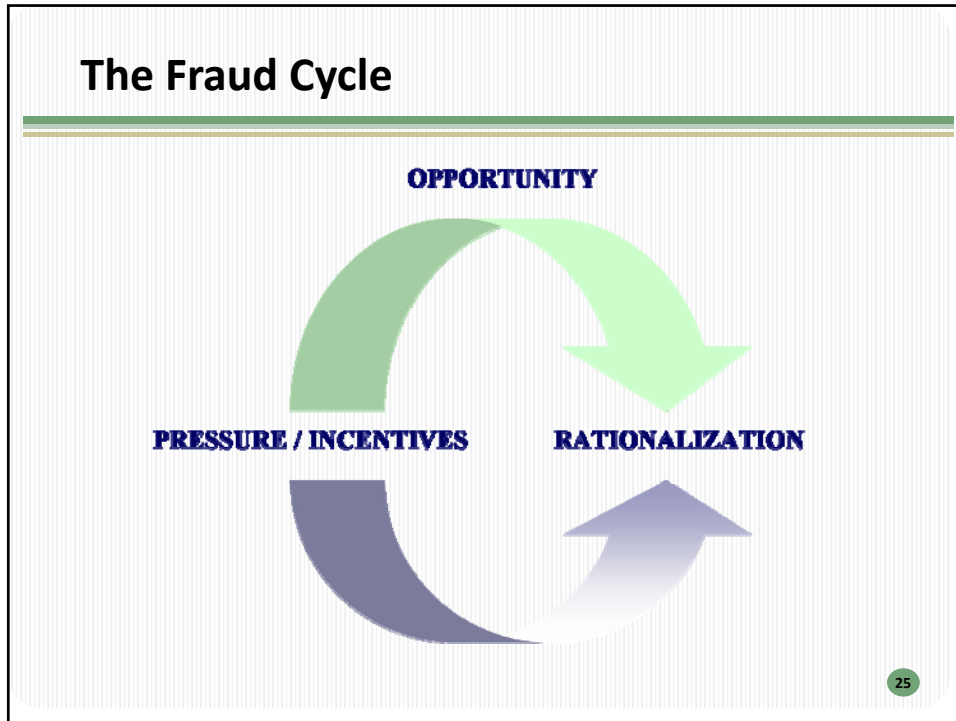 The Fraud Cycle
OPPORTUNITY
PRESSURE / INCENTIVES
RATIONALIZATION
25